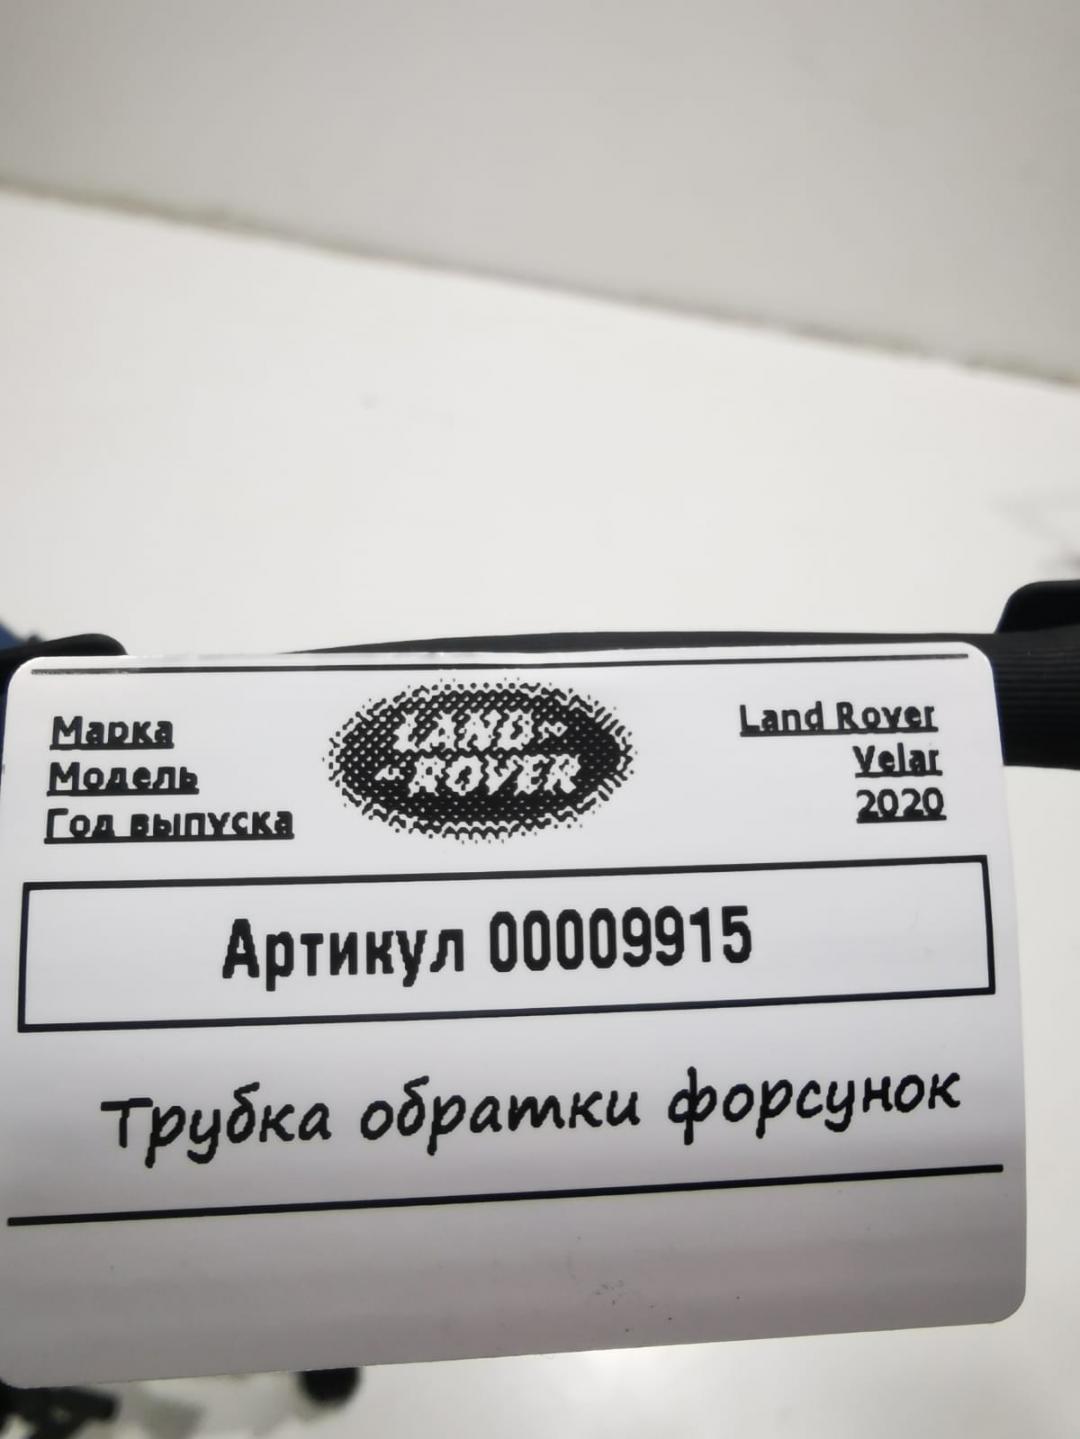 Марка
Модель
Год выпуска
LAND-
-ROVER
Land Rover
Velar
2020
Артикул 00009915
Трубка обратки форсунок